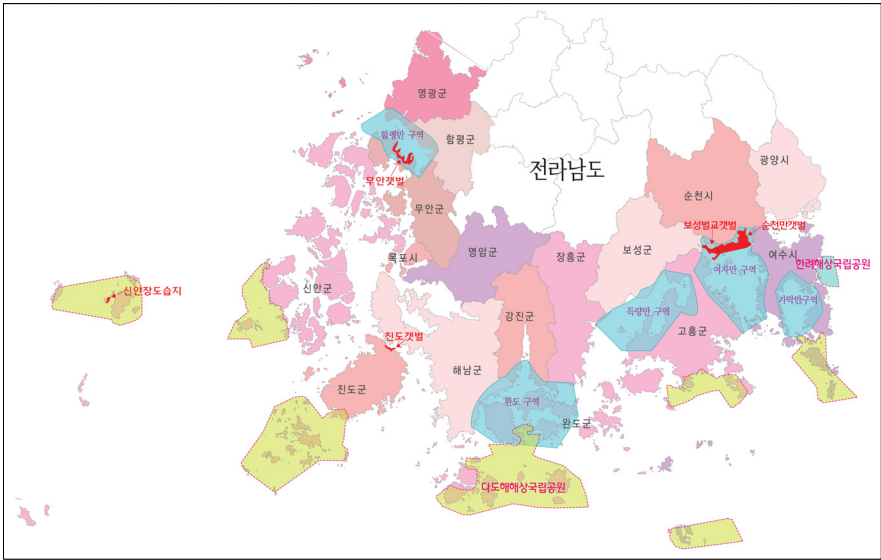 영광군
함평만 구역
함평군
전라남도
광양시
무안갯벌
순천시
무안군
보성벌교갯벌
순천만갯벌
영암군
장흥군
보성군
여수시
목포시
한려해상국립공원
신안군
여자만 구역
신안장도습지
가막만구역
득량만 구역
강진군
고흥군
진도갯벌
해남군
진도군
완도 구역
완도군
다도해해상국립공원